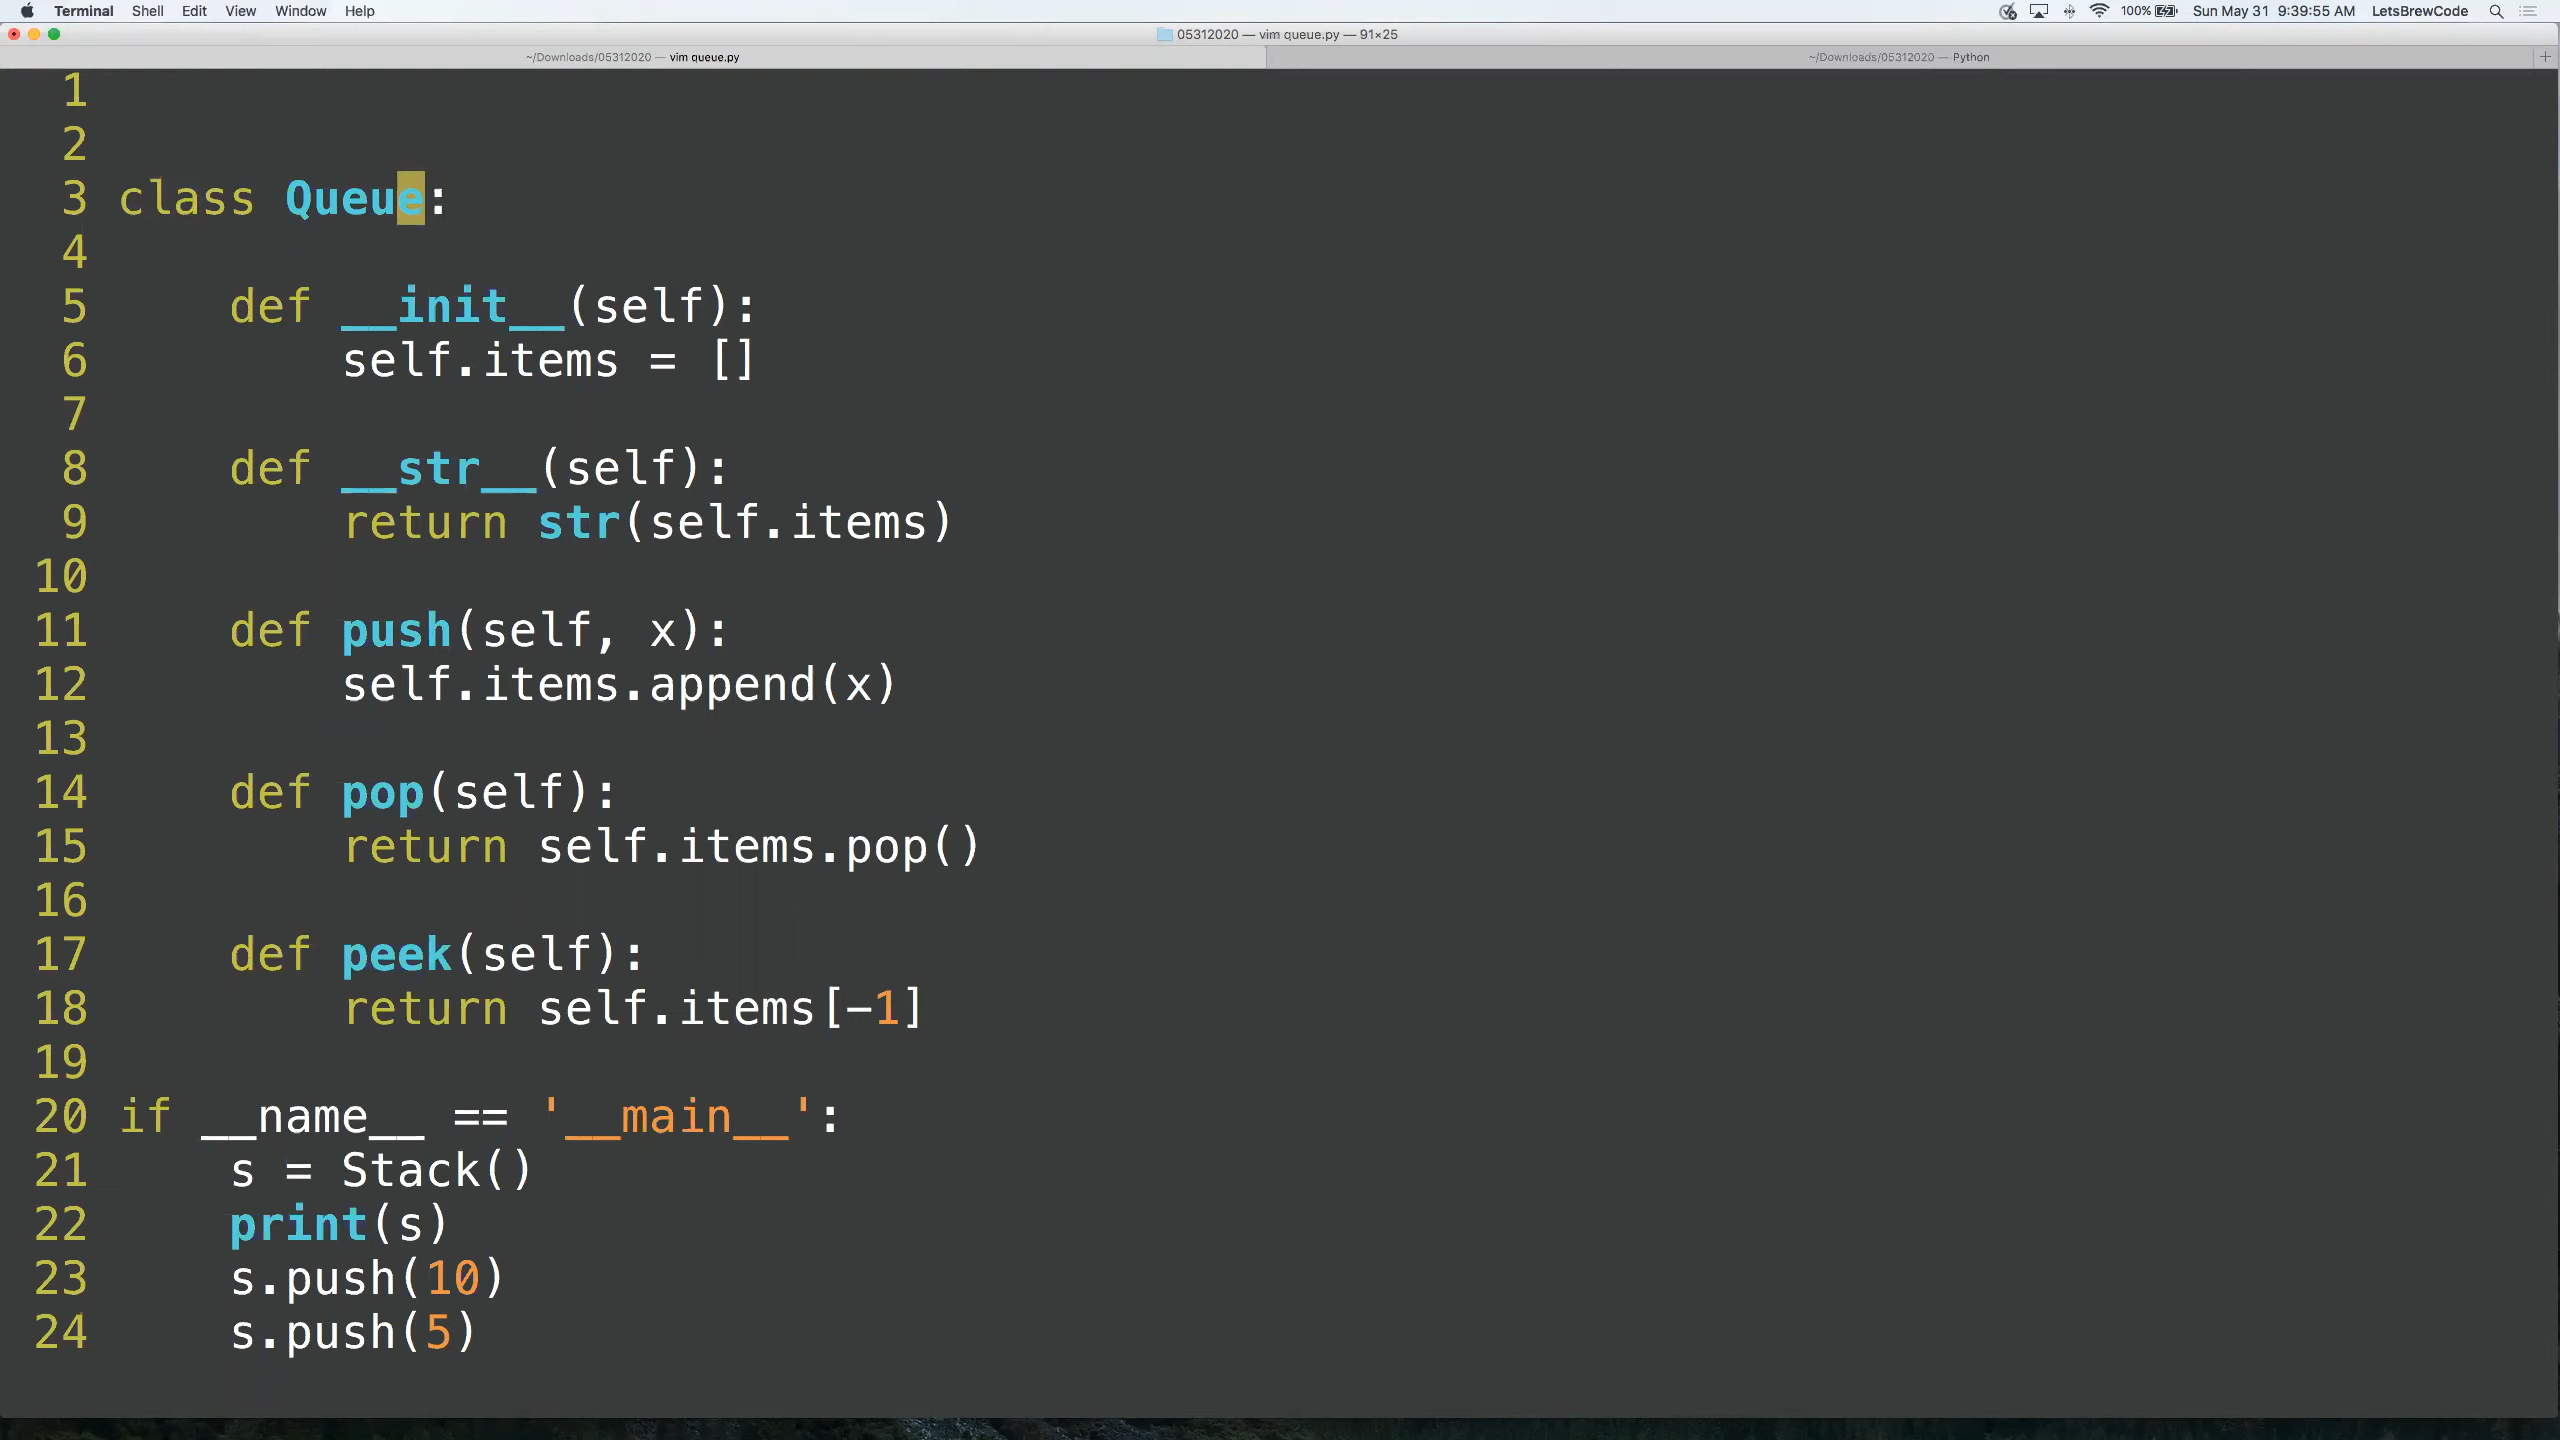 Terminal Shell Edit View Window Help 100% Sun May 31 9:39:55 AM LetsBrewCode
05312020 — vim queue.py — 91×25
~/Downloads/05312020 — vim queue.py ~/Downloads/05312020 — Python +
1
2
3 class Queue:
4
5     def __init__(self):
6         self.items = []
7
8     def __str__(self):
9         return str(self.items)
10
11     def push(self, x):
12         self.items.append(x)
13
14     def pop(self):
15         return self.items.pop()
16
17     def peek(self):
18         return self.items[-1]
19
20 if __name__ == '__main__':
21     s = Stack()
22     print(s)
23     s.push(10)
24     s.push(5)